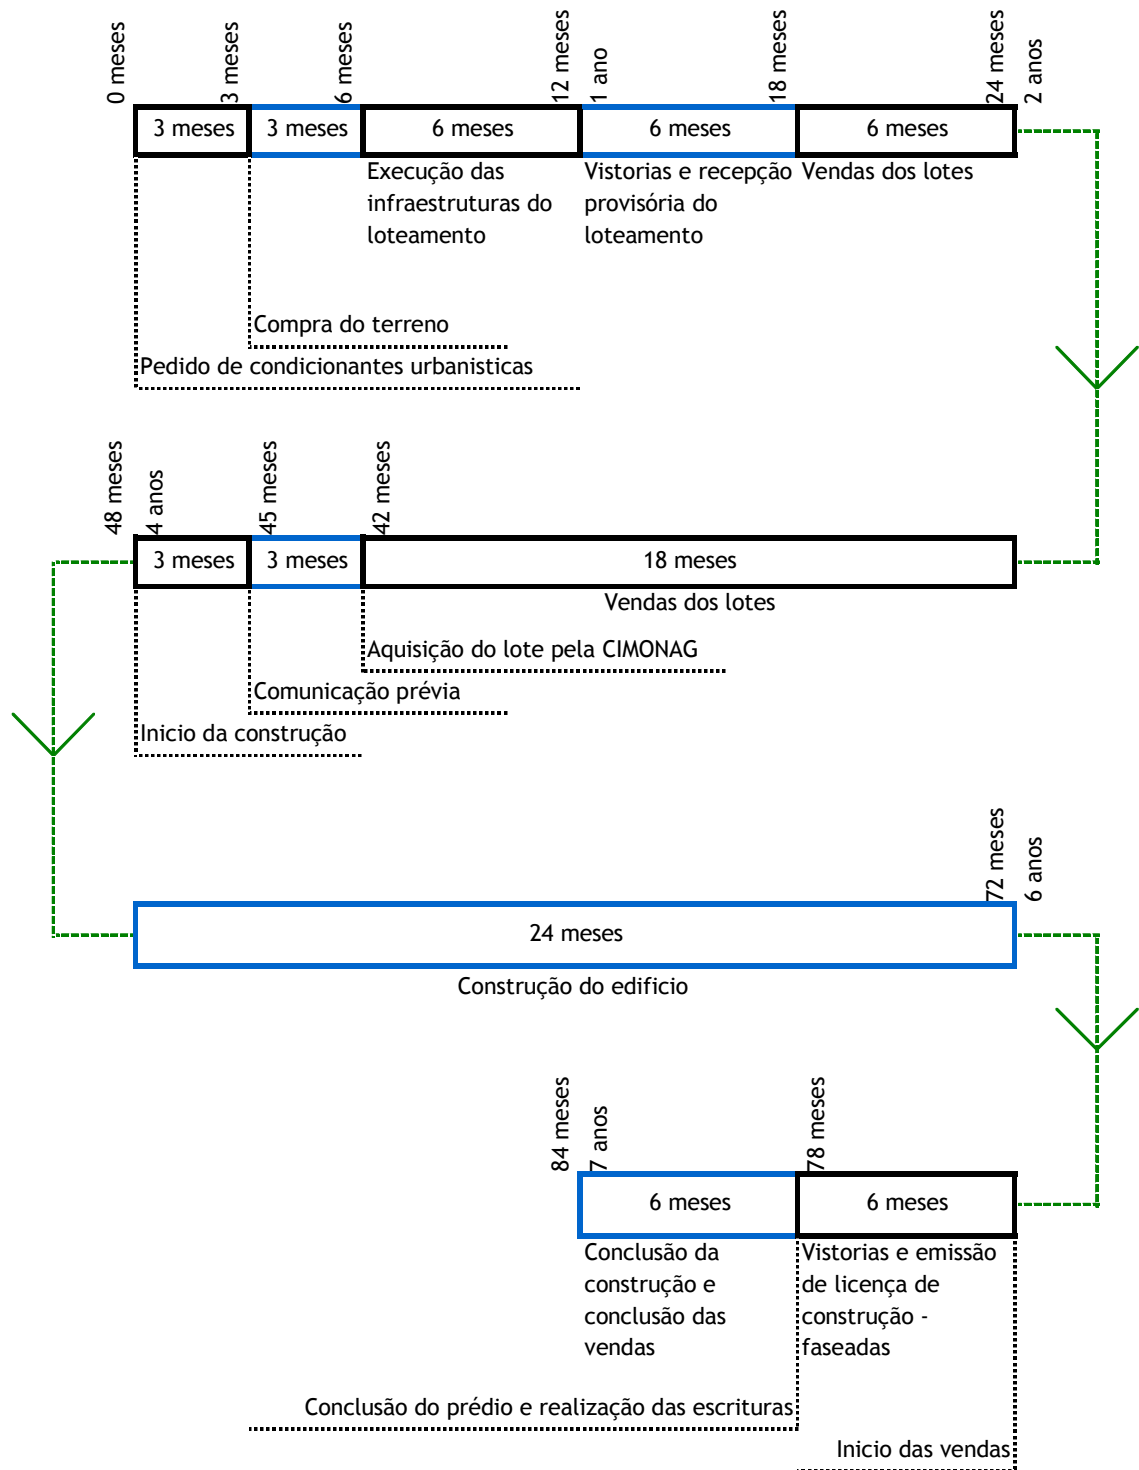 0 meses
3 meses
6 meses
12 meses
1 ano
18 meses
24 meses
2 anos
3 meses
3 meses
6 meses
6 meses
6 meses
Execução das
infraestruturas do
loteamento
Vistorias e recepção
provisória do
loteamento
Vendas dos lotes
Compra do terreno
Pedido de condicionantes urbanisticas
48 meses
4 anos
45 meses
42 meses
3 meses
3 meses
18 meses
Vendas dos lotes
Aquisição do lote pela CIMONAG
Comunicação prévia
Inicio da construção
72 meses
6 anos
24 meses
Construção do edificio
84 meses
7 anos
78 meses
6 meses
6 meses
Conclusão da
construção e
conclusão das
vendas
Vistorias e emissão
de licença de
construção -
faseadas
Conclusão do prédio e realização das escrituras
Inicio das vendas